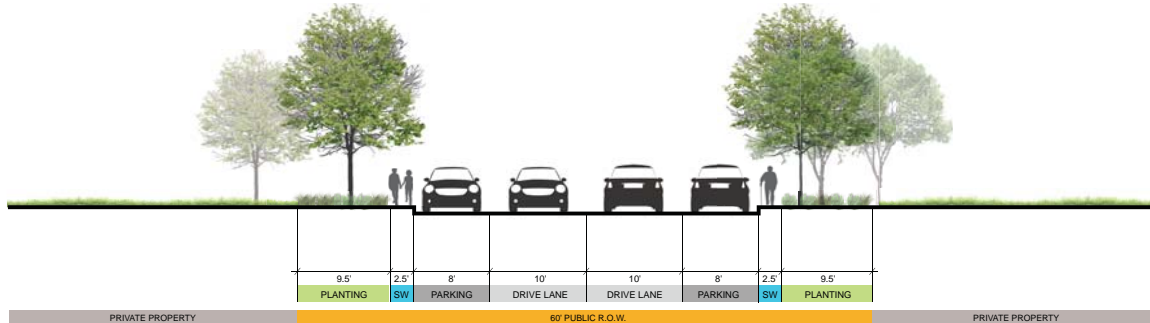 9.5' 2.5' 8' 10' 10' 8' 2.5' 9.5'
PLANTING SW PARKING DRIVE LANE DRIVE LANE PARKING SW PLANTING
PRIVATE PROPERTY 60' PUBLIC R.O.W. PRIVATE PROPERTY